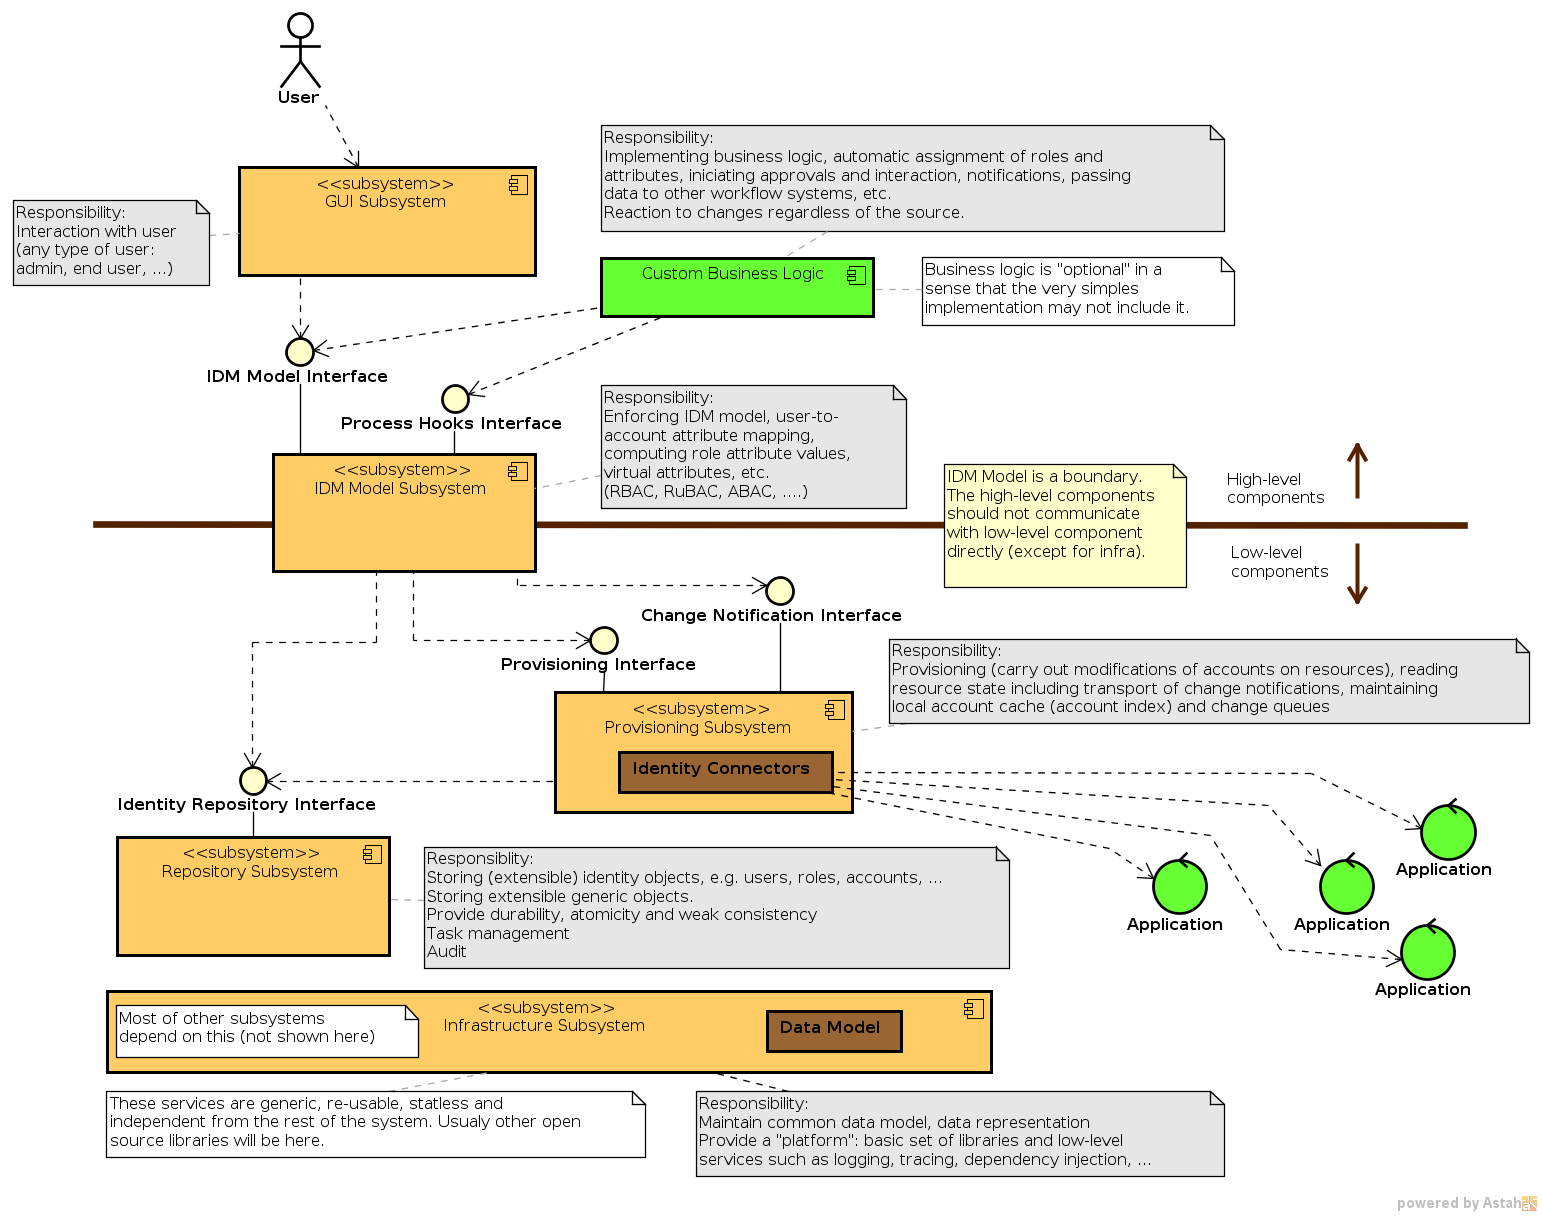 User
<<subsystem>>
GUI Subsystem
Responsibility:
Interaction with user
(any type of user:
admin, end user, ...)
Responsibility:
Implementing business logic, automatic assignment of roles and
attributes, iniciating approvals and interaction, notifications, passing
data to other workflow systems, etc.
Reaction to changes regardless of the source.
Custom Business Logic
Business logic is "optional" in a
sense that the very simples
implementation may not include it.
IDM Model Interface
Process Hooks Interface
Responsibility:
Enforcing IDM model, user-to-
account attribute mapping,
computing role attribute values,
virtual attributes, etc.
(RBAC, RuBAC, ABAC, ....)
<<subsystem>>
IDM Model Subsystem
IDM Model is a boundary.
The high-level components
should not communicate
with low-level component
directly (except for infra).
High-level
components
Low-level
components
Change Notification Interface
Provisioning Interface
Responsibility:
Provisioning (carry out modifications of accounts on resources), reading
resource state including transport of change notifications, maintaining
local account cache (account index) and change queues
<<subsystem>>
Provisioning Subsystem
Identity Connectors
Identity Repository Interface
<<subsystem>>
Repository Subsystem
Responsiblity:
Storing (extensible) identity objects, e.g. users, roles, accounts, ...
Storing extensible generic objects.
Provide durability, atomicity and weak consistency
Task management
Audit
Application
Application
Application
Application
<<subsystem>>
Infrastructure Subsystem
Most of other subsystems
depend on this (not shown here)
Data Model
These services are generic, re-usable, statless and
independent from the rest of the system. Usualy other open
source libraries will be here.
Responsibility:
Maintain common data model, data representation
Provide a "platform": basic set of libraries and low-level
services such as logging, tracing, dependency injection, ...
powered by Astah